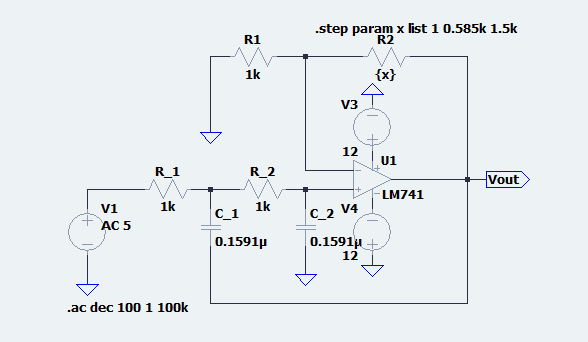 .step param x list 1 0.585k 1.5k
R1
R2
1k
{x}
V3
12
U1
R_1
R_2
LM741
Vout
1k
1k
V1
AC 5
C_1
C_2
V4
0.1591µ
0.1591µ
12
.ac dec 100 1 100k